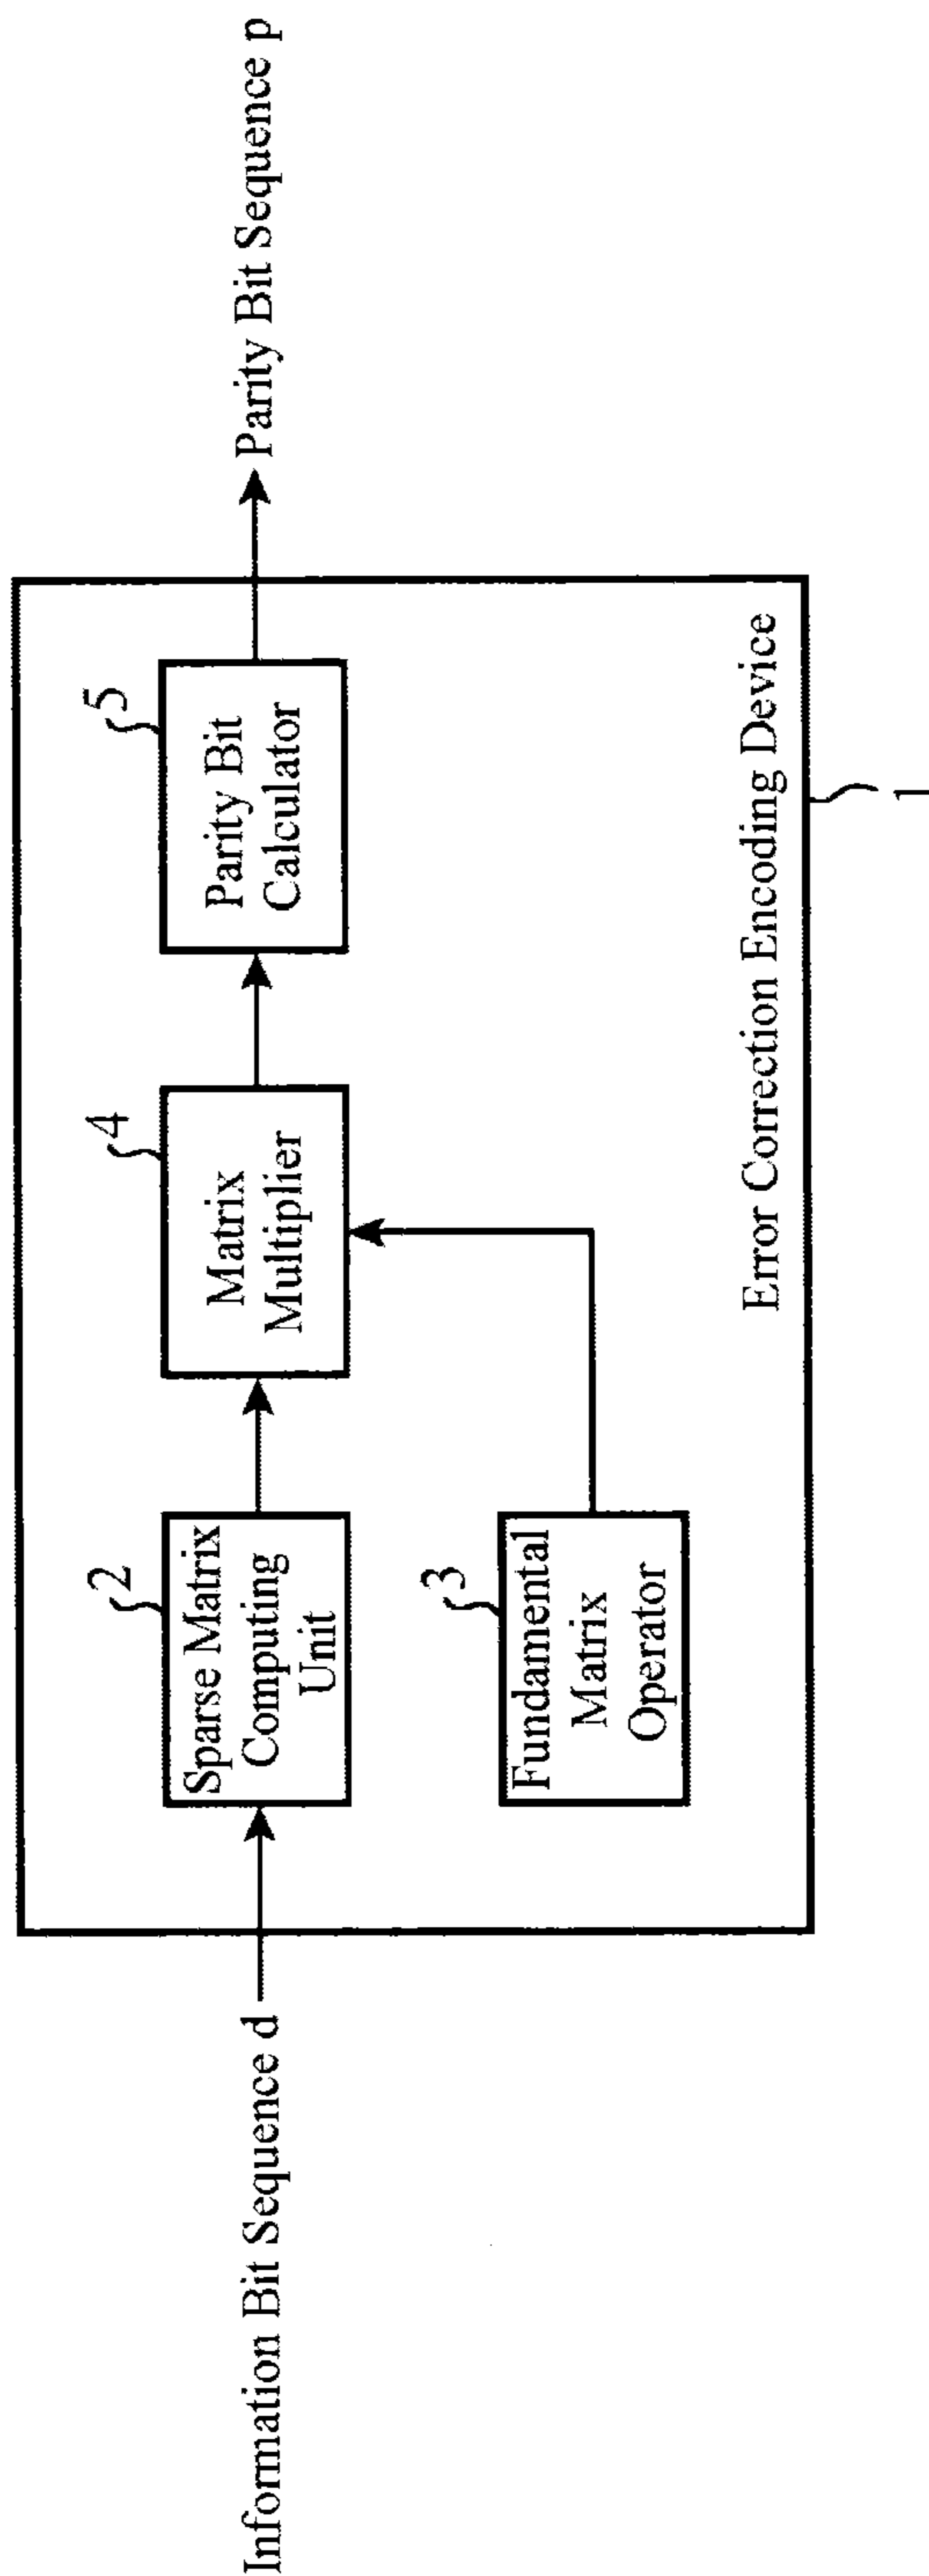 Information Bit Sequence d
2
Sparse Matrix
Computing
Unit
3
Fundamental
Matrix
Operator
4
Matrix
Multiplier
5
Parity Bit
Calculator
Parity Bit Sequence p
Error Correction Encoding Device
1